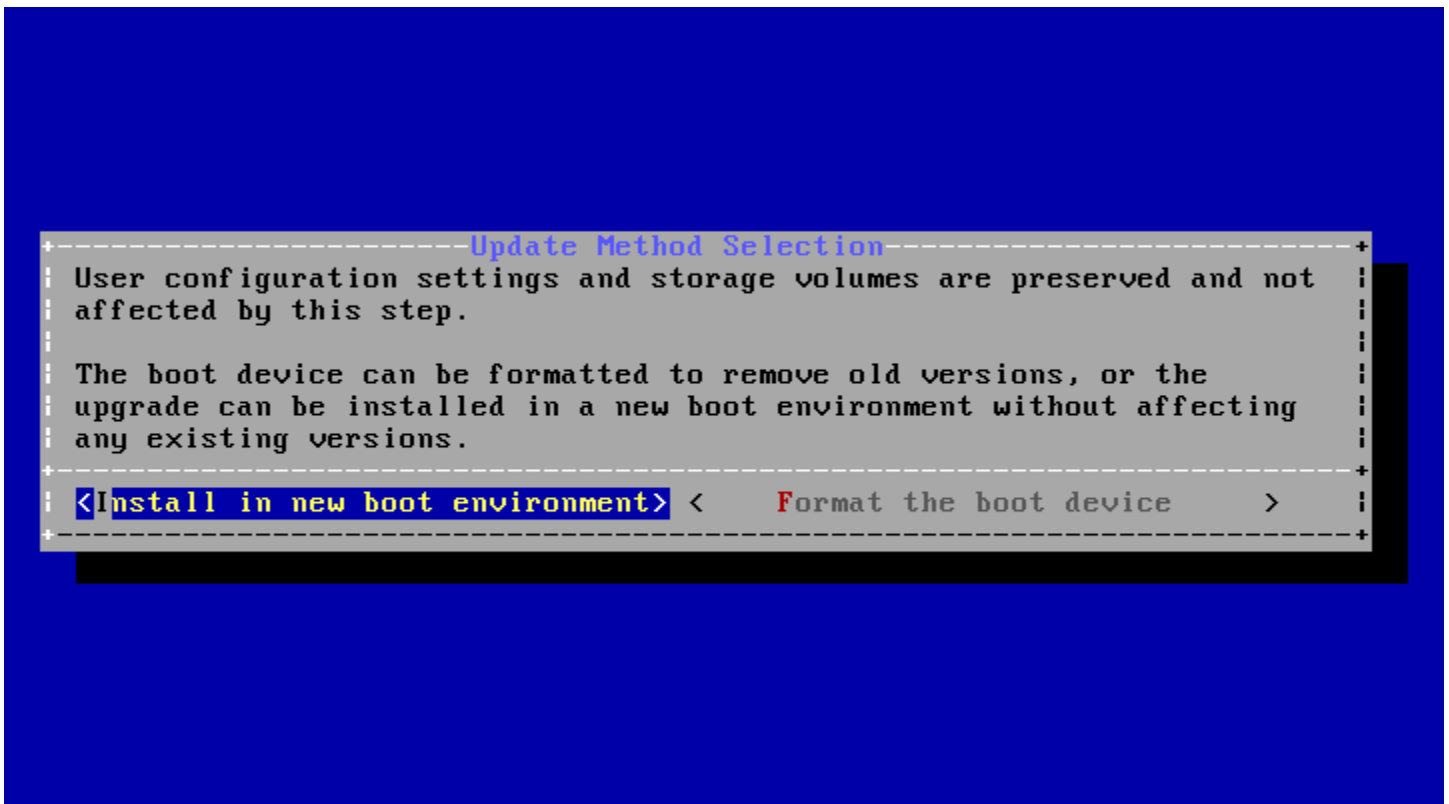 Update Method Selection
User configuration settings and storage volumes are preserved and not
affected by this step.
The boot device can be formatted to remove old versions, or the
upgrade can be installed in a new boot environment without affecting
any existing versions.
<Install in new boot environment> < Format the boot device >